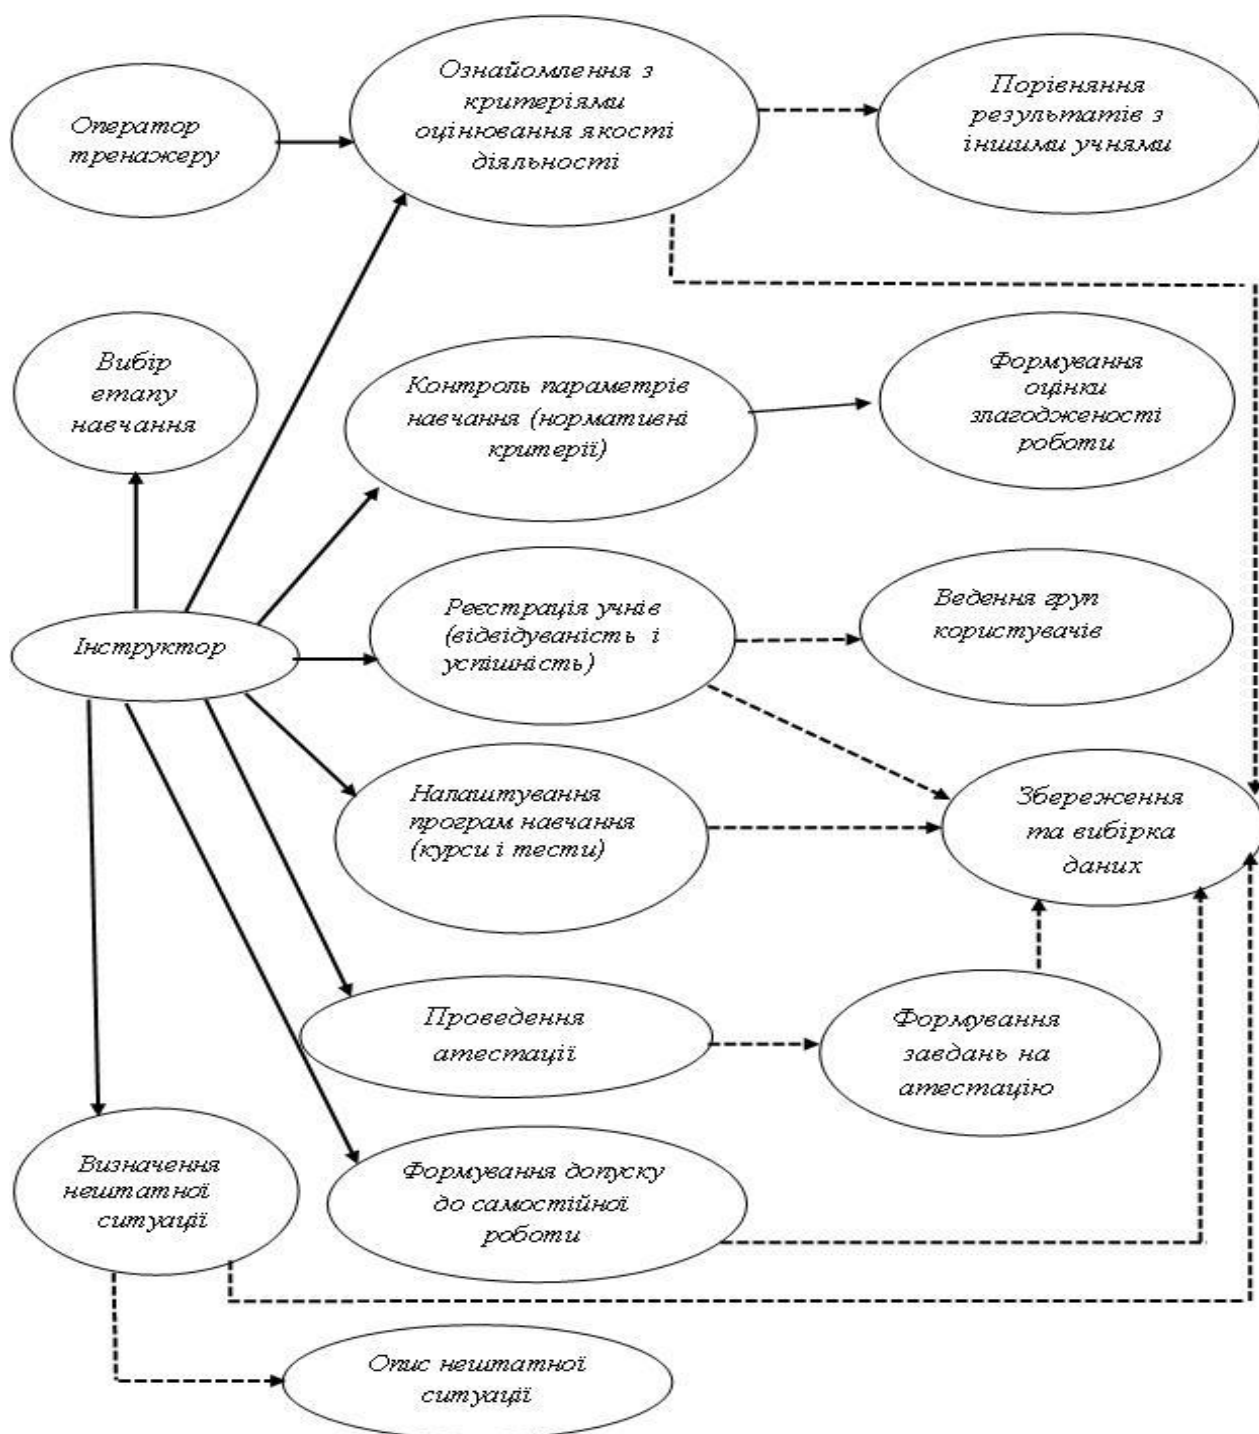 Оператор
тренажеру
Ознайомлення з
критеріями
оцінювання якості
діяльності
Порівняння
результатів з
іншими учнями
Вибір
етапу
навчання
Контроль параметрів
навчання (нормативні
критерії)
Формування
оцінки
злагодженості
роботи
Інструктор
Реєстрація учнів
(відвідуваність і
успішність)
Ведення груп
користувачів
Налаштування
програм навчання
(курси і тести)
Збереження
та вибірка
даних
Проведення
атестації
Формування
завдань на
атестацію
Визначення
нештатної
ситуації
Формування допуску
до самостійної
роботи
Опис нештатної
ситуації